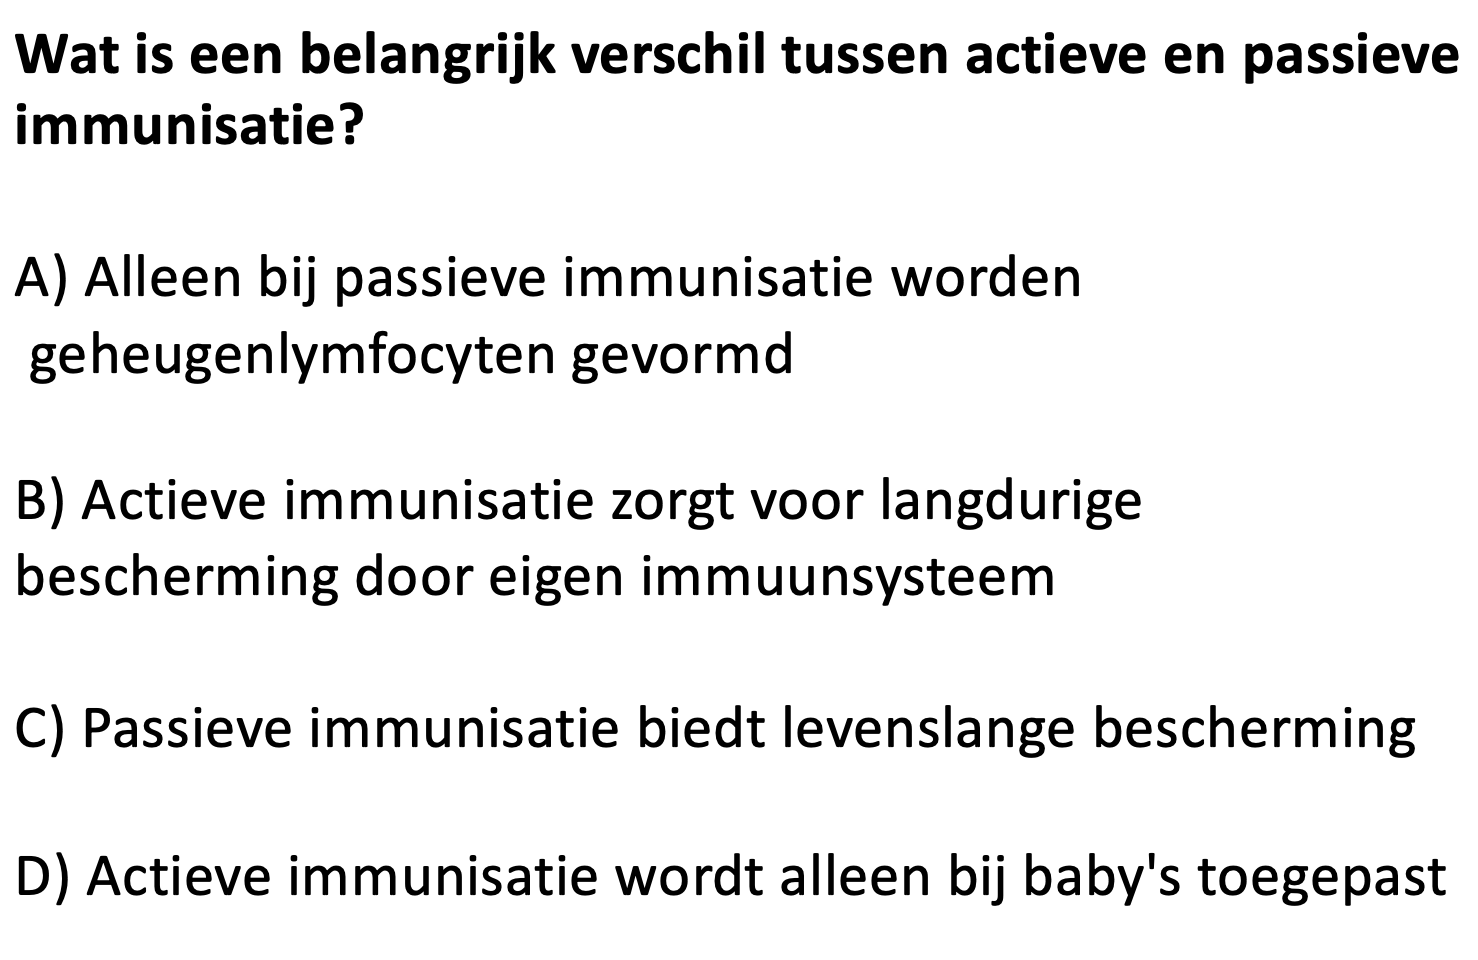 Wat is een belangrijk verschil tussen actieve en passieve
immunisatie?
A) Alleen bij passieve immunisatie worden
geheugenlymfocyten gevormd
B) Actieve immunisatie zorgt voor langdurige
bescherming door eigen immuunsysteem
C) Passieve immunisatie biedt levenslange bescherming
D) Actieve immunisatie wordt alleen bij baby's toegepast